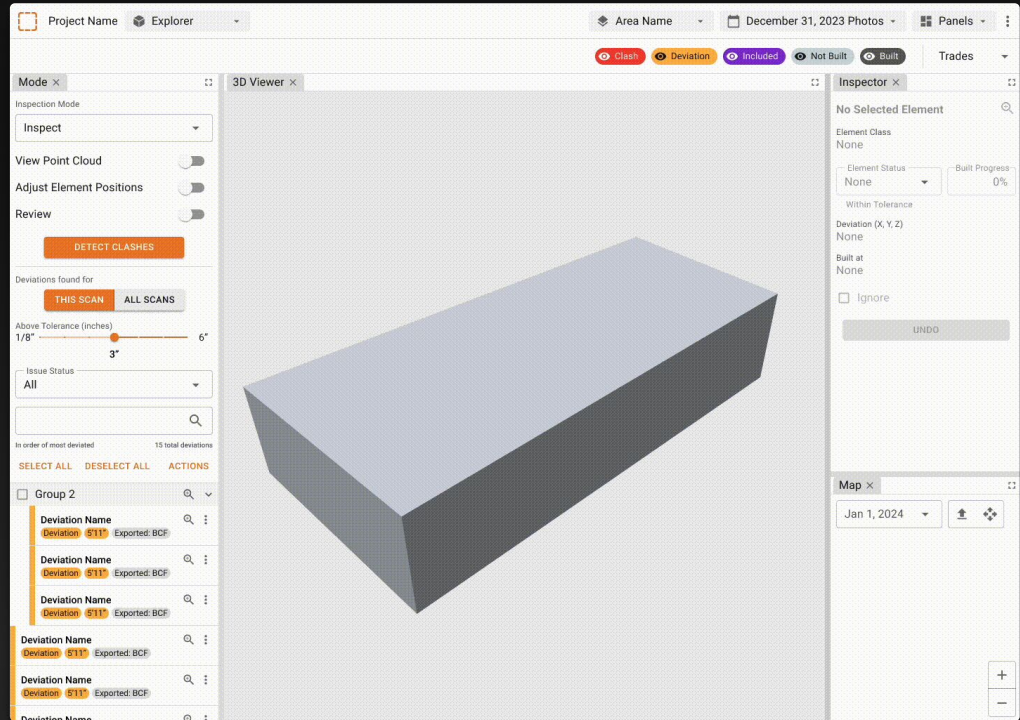 Project Name
Explorer
Area Name
December 31, 2023 Photos
Panels
Clash
Deviation
Included
Not Built
Built
Trades
Mode
Inspection Mode
Inspect
View Point Cloud
Adjust Element Positions
Review
DETECT CLASHES
Deviations found for
THIS SCAN
ALL SCANS
Above Tolerance (inches)
1/8"
6"
3"
Issue Status
All
In order of most deviated
15 total deviations
SELECT ALL
DESELECT ALL
ACTIONS
Group 2
Deviation Name
Deviation 5'11" Exported: BCF
Deviation Name
Deviation 5'11" Exported: BCF
Deviation Name
Deviation 5'11" Exported: BCF
Deviation Name
Deviation 5'11" Exported: BCF
Deviation Name
Deviation 5'11" Exported: BCF
Deviation Name
3D Viewer
Inspector
No Selected Element
Element Class
None
Element Status
None
Built Progress
0%
Within Tolerance
Deviation (X, Y, Z)
None
Built at
None
Ignore
UNDO
Map
Jan 1, 2024